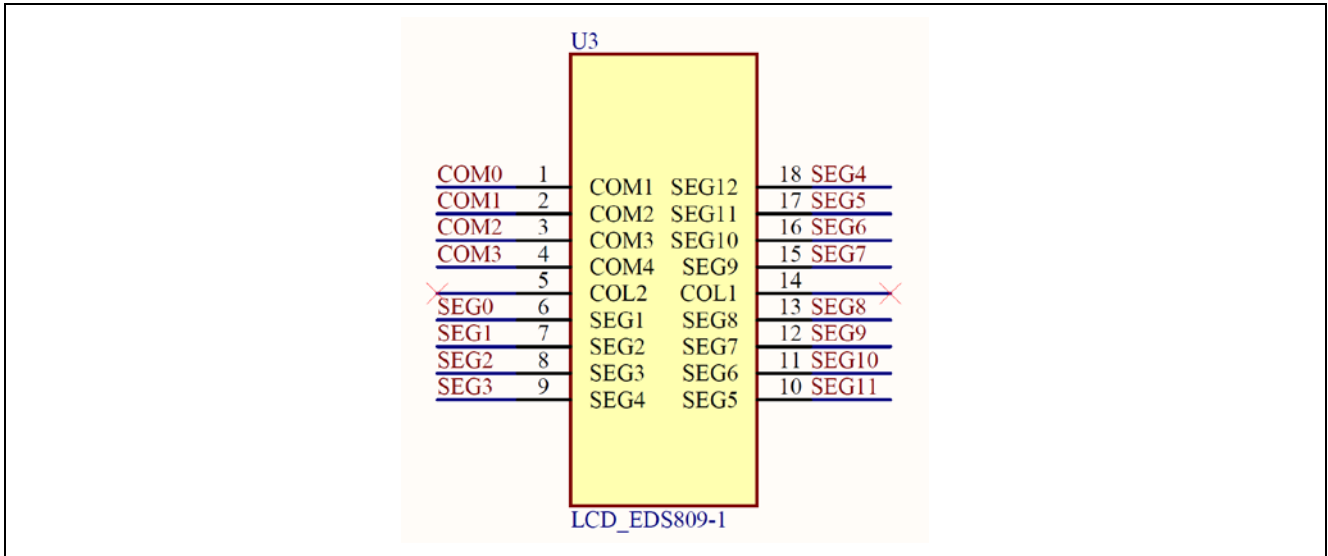 U3
COM0 1 COM1 SEG12 18 SEG4
COM1 2 COM2 SEG11 17 SEG5
COM2 3 COM3 SEG10 16 SEG6
COM3 4 COM4 SEG9 15 SEG7
5 COL2 COL1 14
SEG0 6 SEG1 SEG8 13 SEG8
SEG1 7 SEG2 SEG7 12 SEG9
SEG2 8 SEG3 SEG6 11 SEG10
SEG3 9 SEG4 SEG5 10 SEG11
LCD_EDS809-1